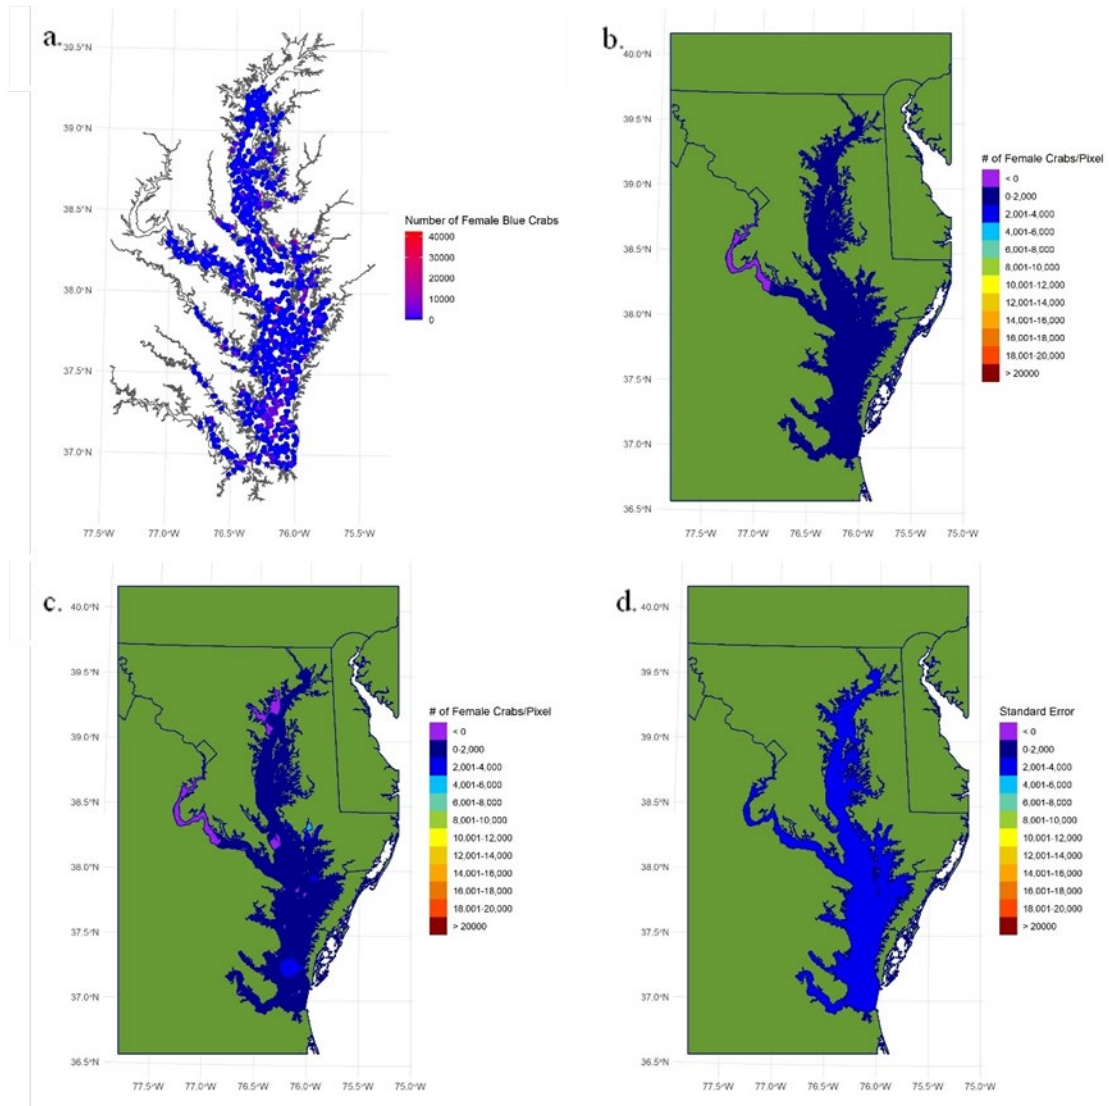 a.
39.5°N
39.0°N
38.5°N
38.0°N
37.5°N
37.0°N
77.5°W 77.0°W 76.5°W 76.0°W 75.5°W
Number of Female Blue Crabs
40000
30000
20000
10000
0
b.
40.0°N
39.5°N
39.0°N
38.5°N
38.0°N
37.5°N
37.0°N
36.5°N
77.5°W 77.0°W 76.5°W 76.0°W 75.5°W 75.0°W
# of Female Crabs/Pixel
< 0
0-2,000
2,001-4,000
4,001-6,000
6,001-8,000
8,001-10,000
10,001-12,000
12,001-14,000
14,001-16,000
16,001-18,000
18,001-20,000
> 20000
c.
40.0°N
39.5°N
39.0°N
38.5°N
38.0°N
37.5°N
37.0°N
36.5°N
77.5°W 77.0°W 76.5°W 76.0°W 75.5°W 75.0°W
# of Female Crabs/Pixel
< 0
0-2,000
2,001-4,000
4,001-6,000
6,001-8,000
8,001-10,000
10,001-12,000
12,001-14,000
14,001-16,000
16,001-18,000
18,001-20,000
> 20000
d.
40.0°N
39.5°N
39.0°N
38.5°N
38.0°N
37.5°N
37.0°N
36.5°N
77.5°W 77.0°W 76.5°W 76.0°W 75.5°W 75.0°W
Standard Error
< 0
0-2,000
2,001-4,000
4,001-6,000
6,001-8,000
8,001-10,000
10,001-12,000
12,001-14,000
14,001-16,000
16,001-18,000
18,001-20,000
> 20000